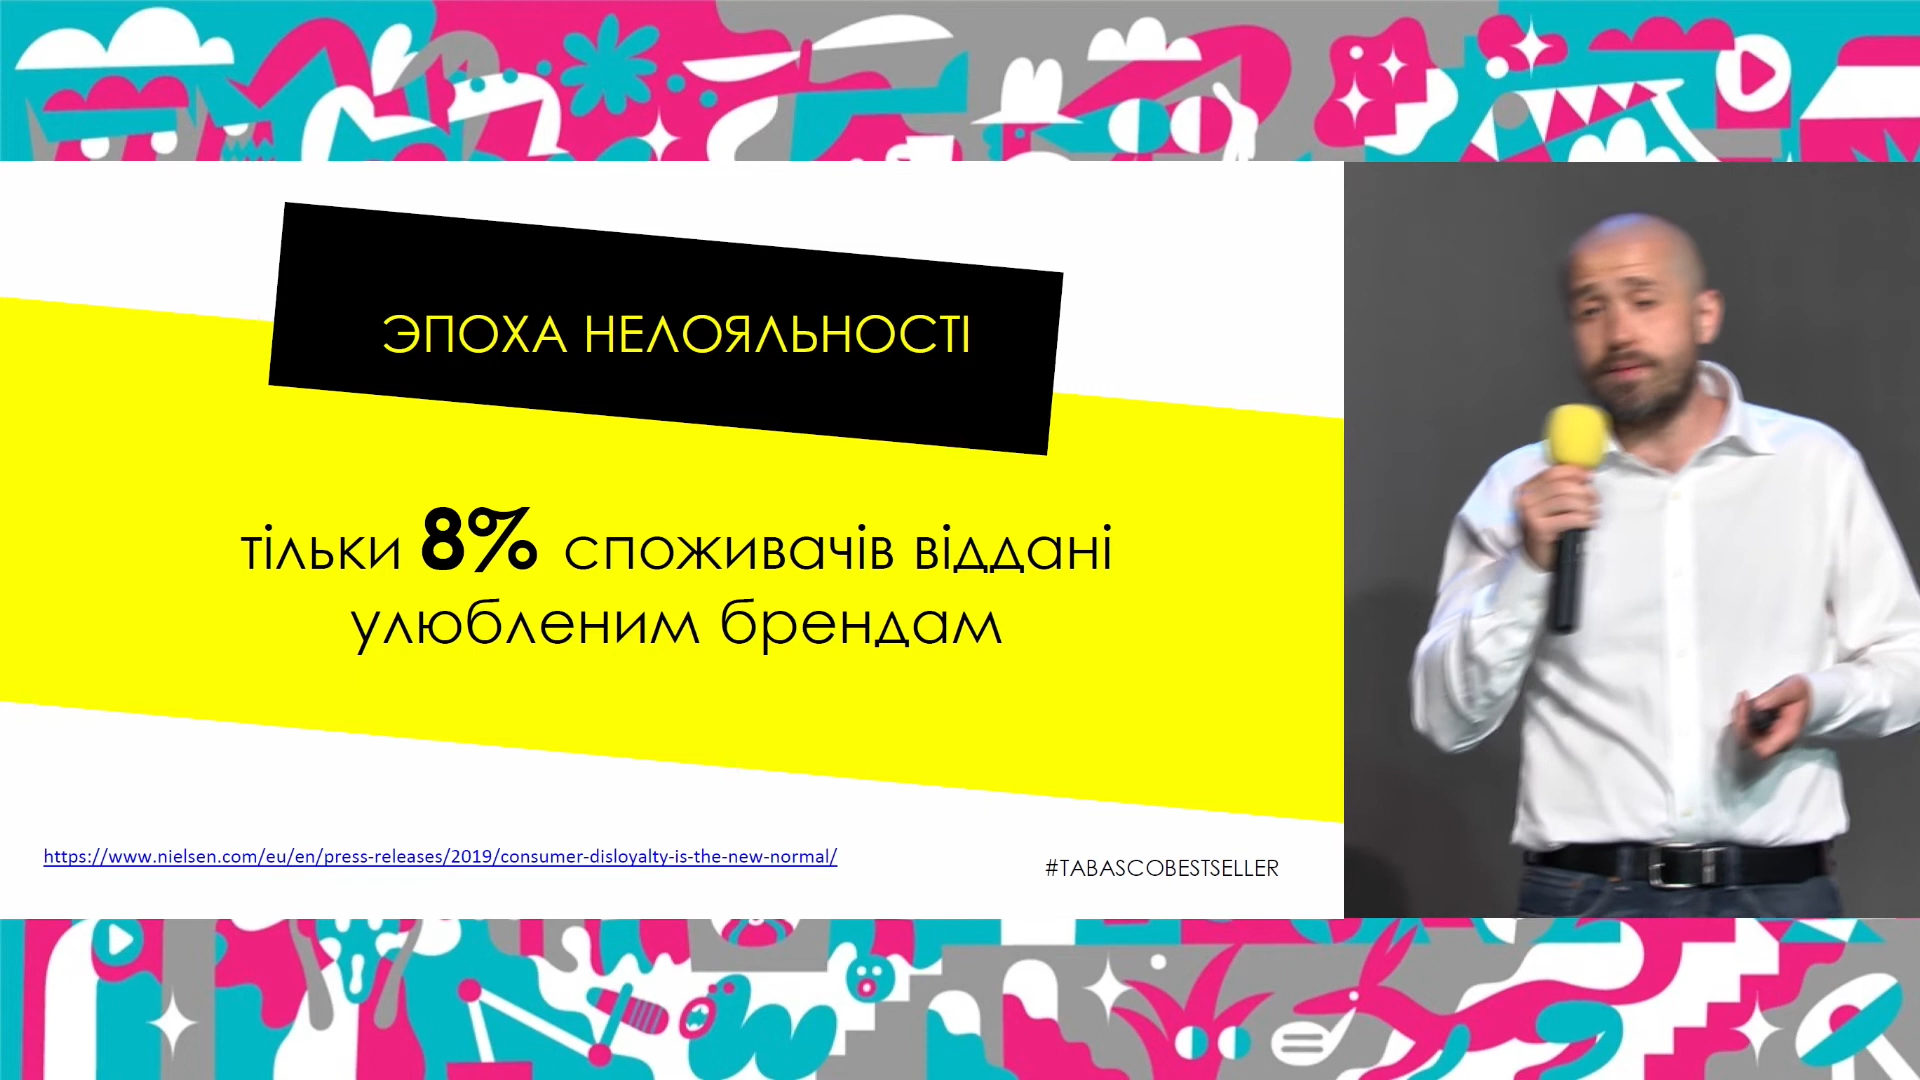 ЭПОХА НЕЛОЯЛЬНОСТІ
тільки 8% споживачів віддані
улюбленим брендам
https://www.nielsen.com/eu/en/press-releases/2019/consumer-disloyalty-is-the-new-normal/
#TABASCOBESTSELLER